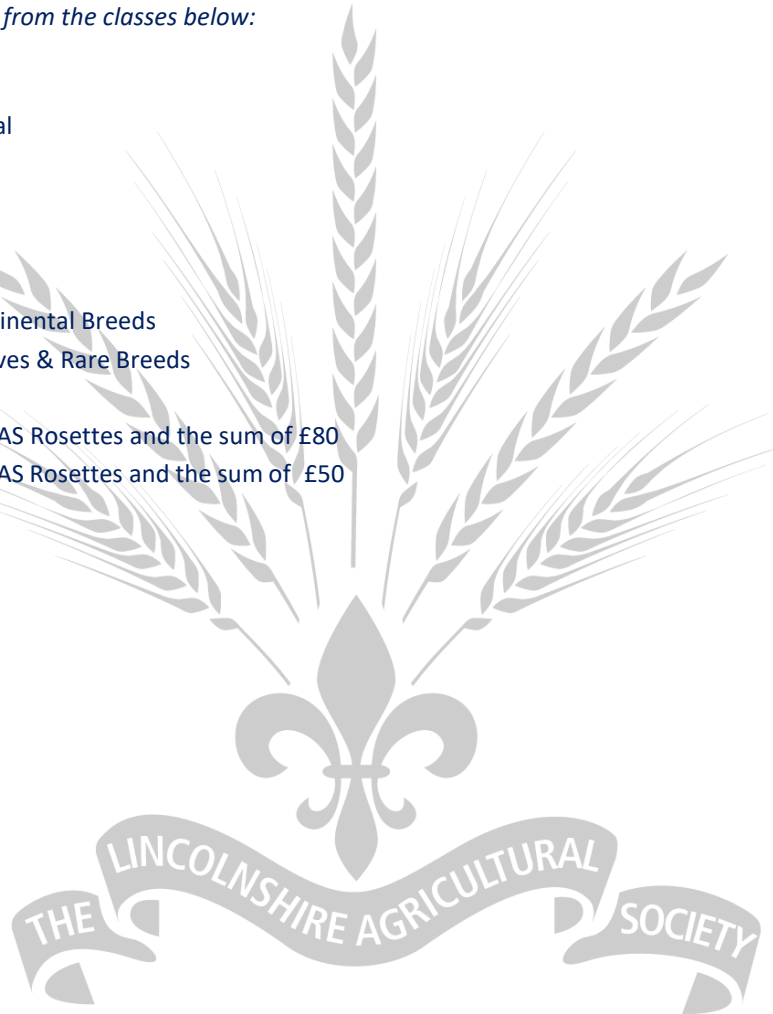 from the classes below:
al
inental Breeds
ves & Rare Breeds
AS Rosettes and the sum of £80
AS Rosettes and the sum of £50
THE LINCOLNSHIRE AGRICULTURAL SOCIETY